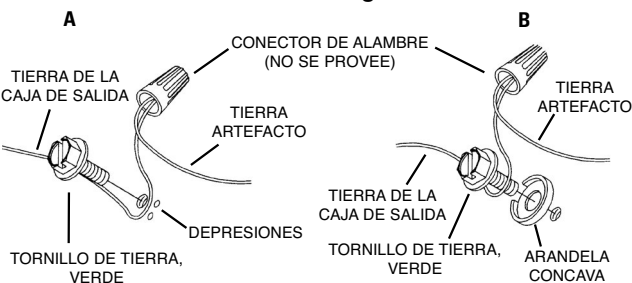 A
B
CONECTOR DE ALAMBRE
(NO SE PROVEE)
TIERRA DE LA
CAJA DE SALIDA
TIERRA
ARTEFACTO
DEPRESIONES
TORNILLO DE TIERRA,
VERDE
TIERRA
ARTEFACTO
TIERRA DE LA
CAJA DE SALIDA
TORNILLO DE TIERRA,
VERDE
ARANDELA
CONCAVA